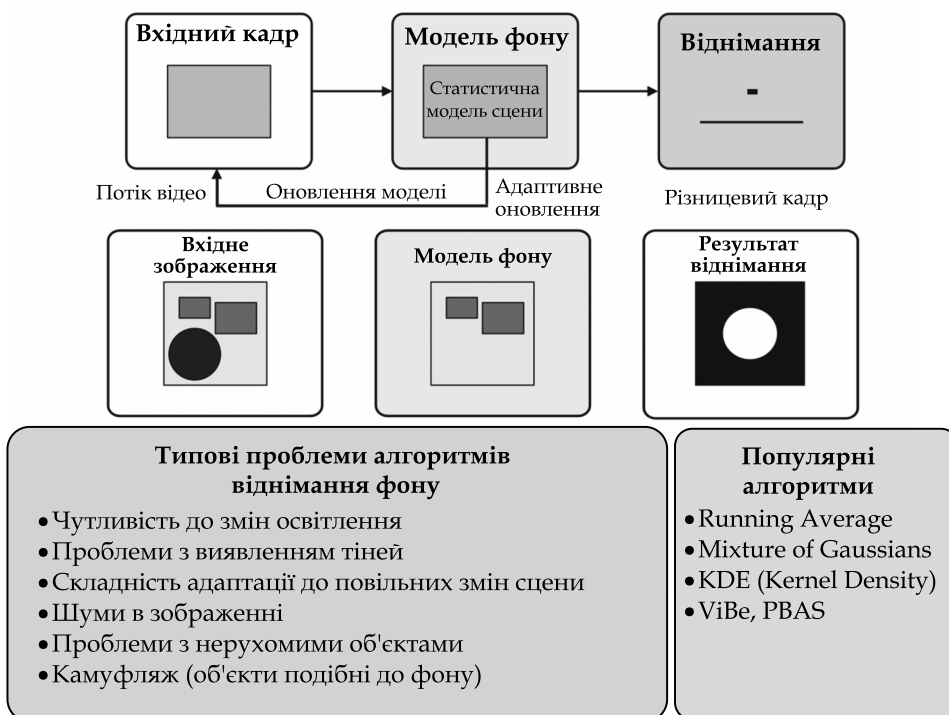 Вхідний кадр
Модель фону
Віднімання
Статистична
модель сцени
-
Потік відео
Оновлення моделі
Адаптивне
оновлення
Різницевий кадр
Вхідне
зображення
Модель фону
Результат
віднімання
Типові проблеми алгоритмів
віднімання фону
•Чутливість до змін освітлення
•Проблеми з виявленням тіней
•Складність адаптації до повільних змін сцени
•Шуми в зображенні
•Проблеми з нерухомими об'єктами
•Камуфляж (об'єкти подібні до фону)
Популярні
алгоритми
•Running Average
•Mixture of Gaussians
•KDE (Kernel Density)
•ViBe, PBAS